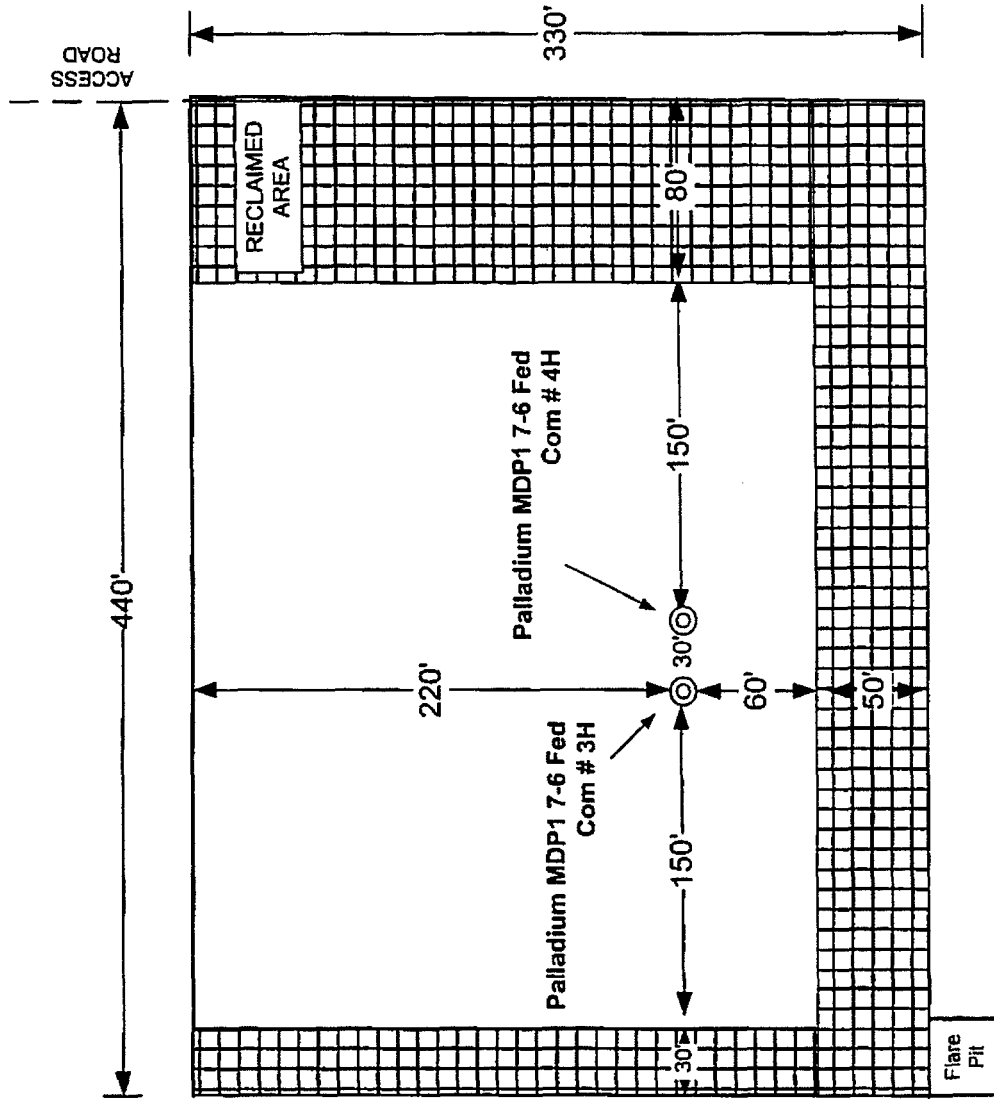 ACCESS
ROAD
440'
330'
RECLAIMED
AREA
80'
Palladium MDP1 7-6 Fed
Com # 4H
150'
220'
30'
60'
50'
Palladium MDP1 7-6 Fed
Com # 3H
150'
30'
Flare
Pit